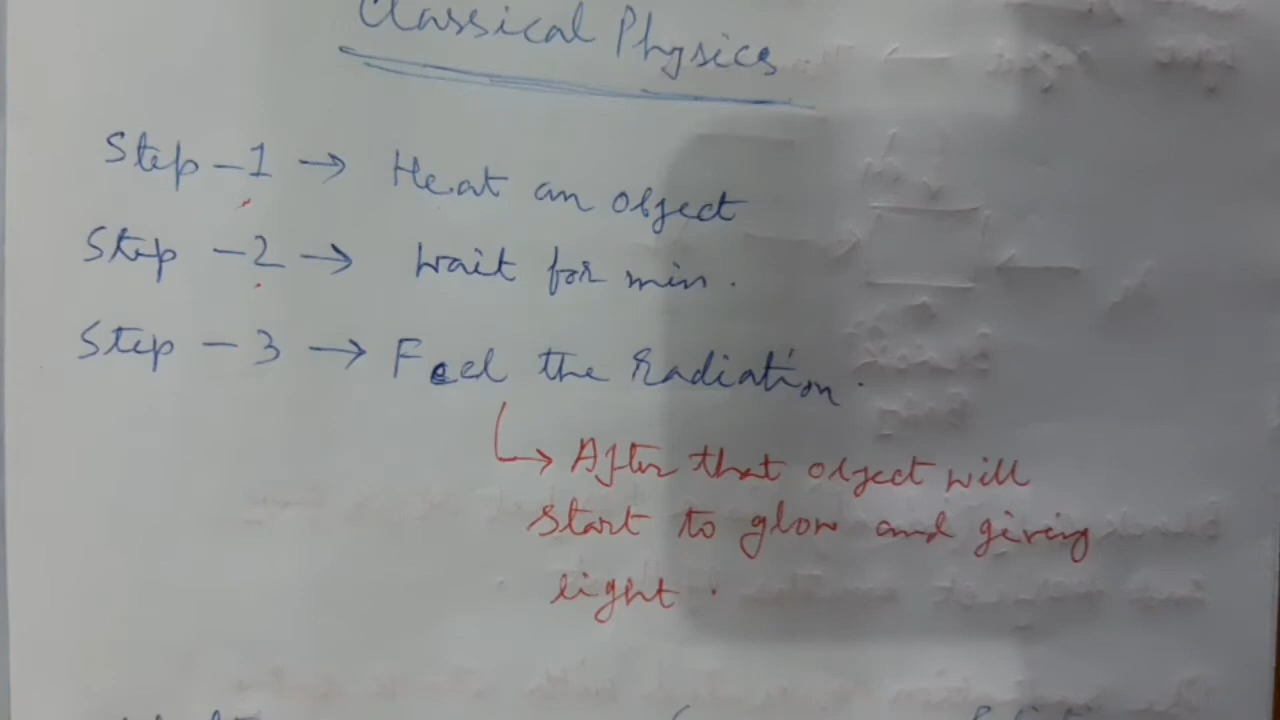 Classical Physics
Step - 1 → Heat an object
Step - 2 → Wait for min.
Step - 3 → Feel the Radiation.
↳ After that object will
start to glow and giving
light.